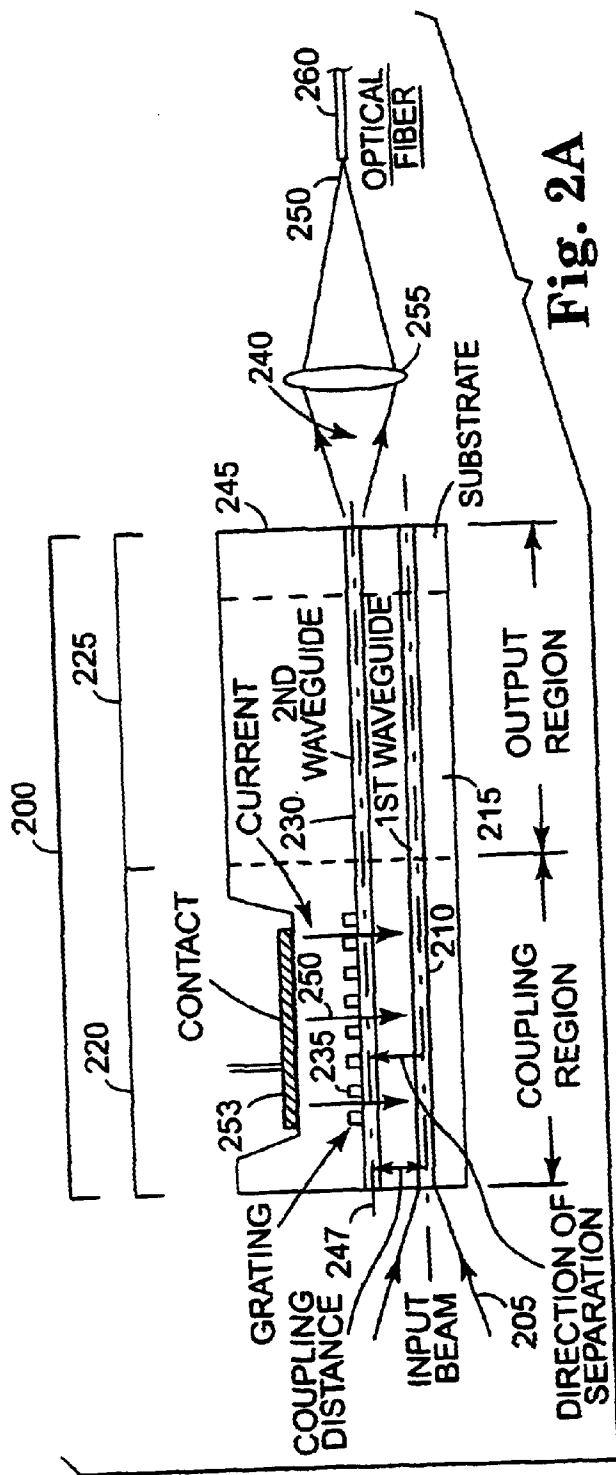 200
220
225
CONTACT
CURRENT
245
253
235
250
230
2ND
WAVEGUIDE
GRATING
247
COUPLING
DISTANCE
INPUT
BEAM
205
DIRECTION OF
SEPARATION
210
1ST WAVEGUIDE
215
SUBSTRATE
COUPLING
REGION
OUTPUT
REGION
240
255
250
260
OPTICAL
FIBER
Fig. 2A